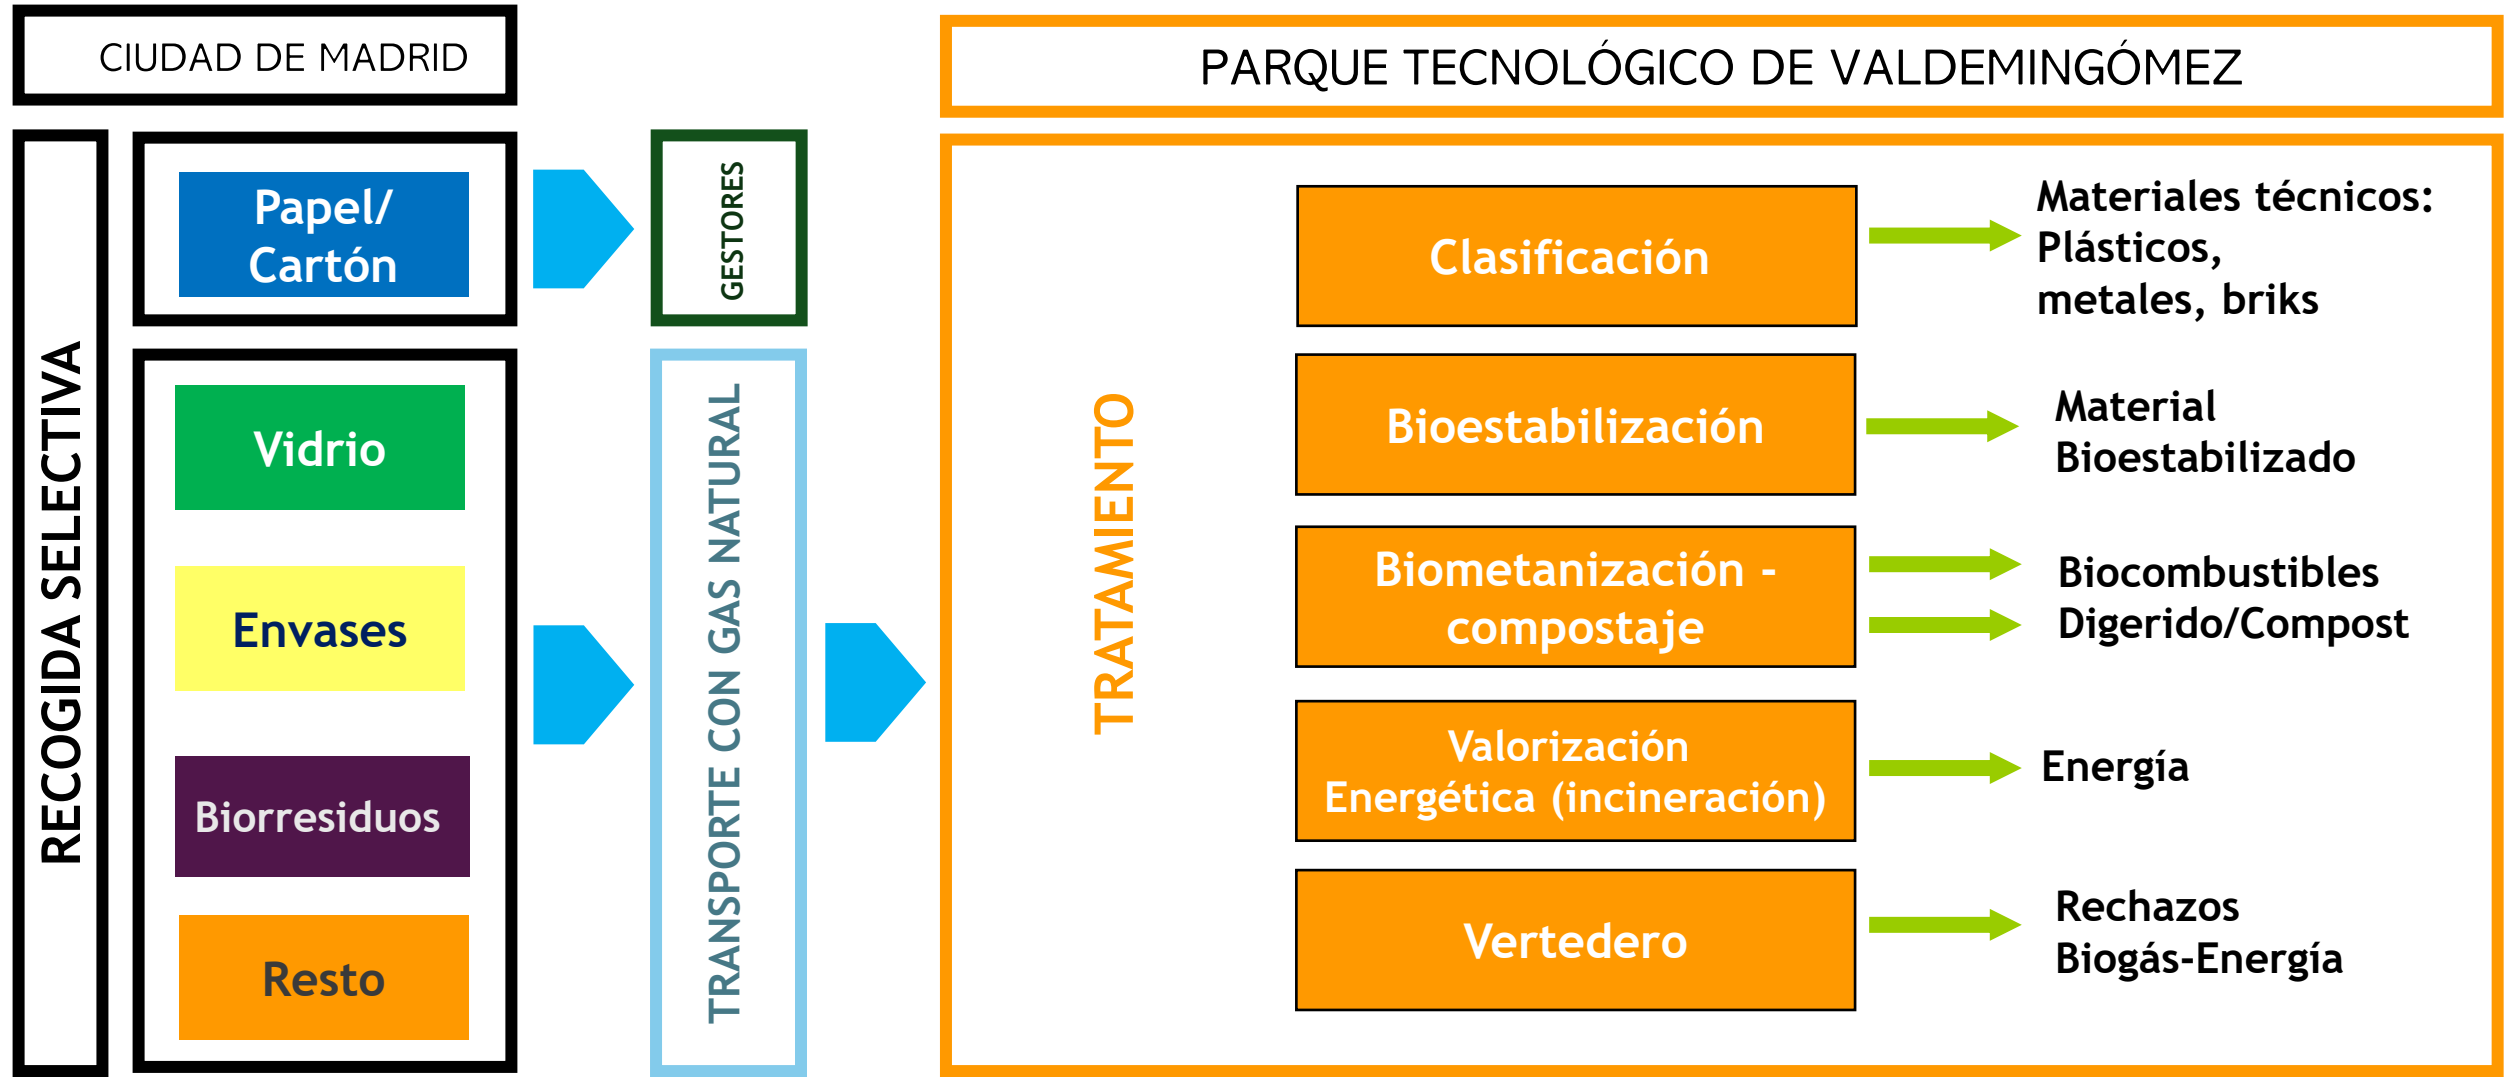 CIUDAD DE MADRID
PARQUE TECNOLÓGICO DE VALDEMINGÓMEZ
RECOGIDA SELECTIVA
Papel/
Cartón
Vidrio
Envases
Biorresiduos
Resto
GESTORES
TRANSPORTE CON GAS NATURAL
TRATAMIENTO
Clasificación
Materiales técnicos:
Plásticos,
metales, briks
Bioestabilización
Material
Bioestabilizado
Biometanización -
compostaje
Biocombustibles
Digerido/Compost
Valorización
Energética (incineración)
Energía
Vertedero
Rechazos
Biogás-Energía